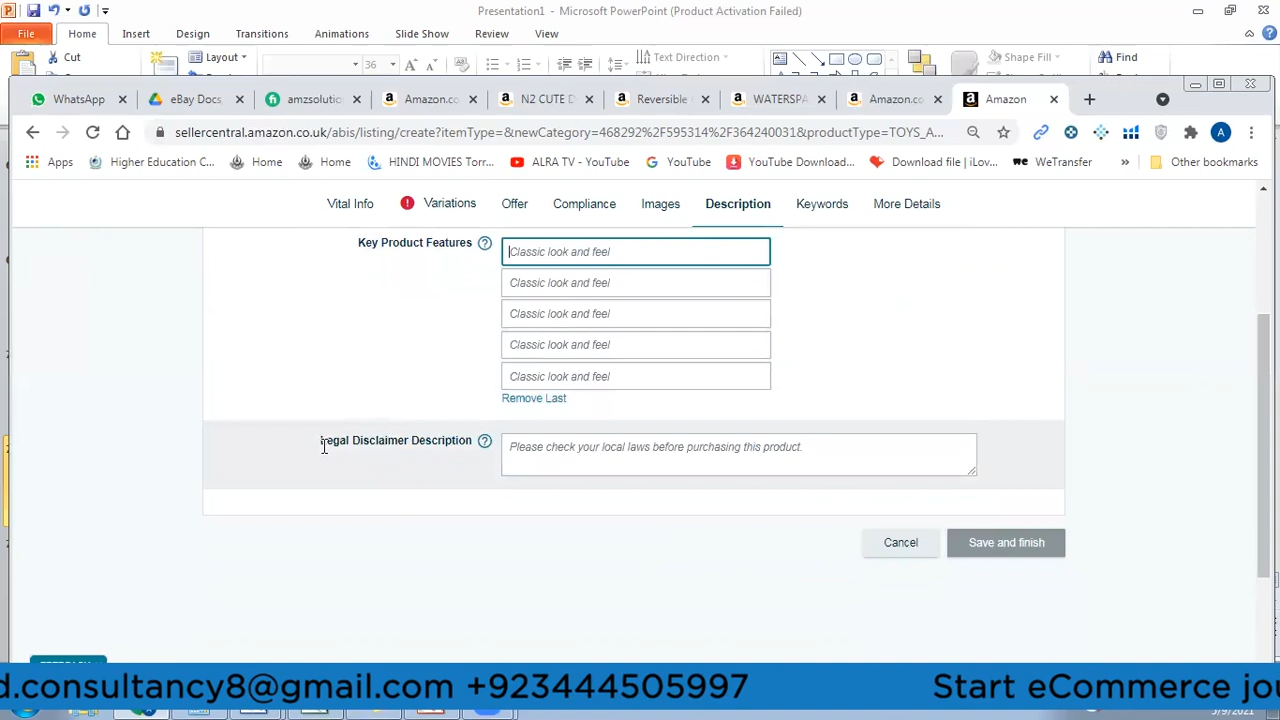 Presentation1 - Microsoft PowerPoint (Product Activation Failed)
File Home Insert Design Transitions Animations Slide Show Review View
Cut Layout 36 Text Direction Shape Fill Find
WhatsApp eBay Docs, amzsolutic Amazon.co N2 CUTE D Reversible WATERSPA Amazon.co Amazon
sellercentral.amazon.co.uk/abis/listing/create?itemType=&newCategory=468292%2F595314%2F364240031&productType=TOYS_A...
Apps Higher Education C... Home Home HINDI MOVIES Torr... ALRA TV - YouTube YouTube YouTube Download... Download file | iLov... WeTransfer » Other bookmarks
Vital Info Variations Offer Compliance Images Description Keywords More Details
Key Product Features ? Classic look and feel
Classic look and feel
Classic look and feel
Classic look and feel
Classic look and feel
Remove Last
Legal Disclaimer Description ? Please check your local laws before purchasing this product.
Cancel Save and finish
d.consultancy8@gmail.com +923444505997 Start eCommerce jou